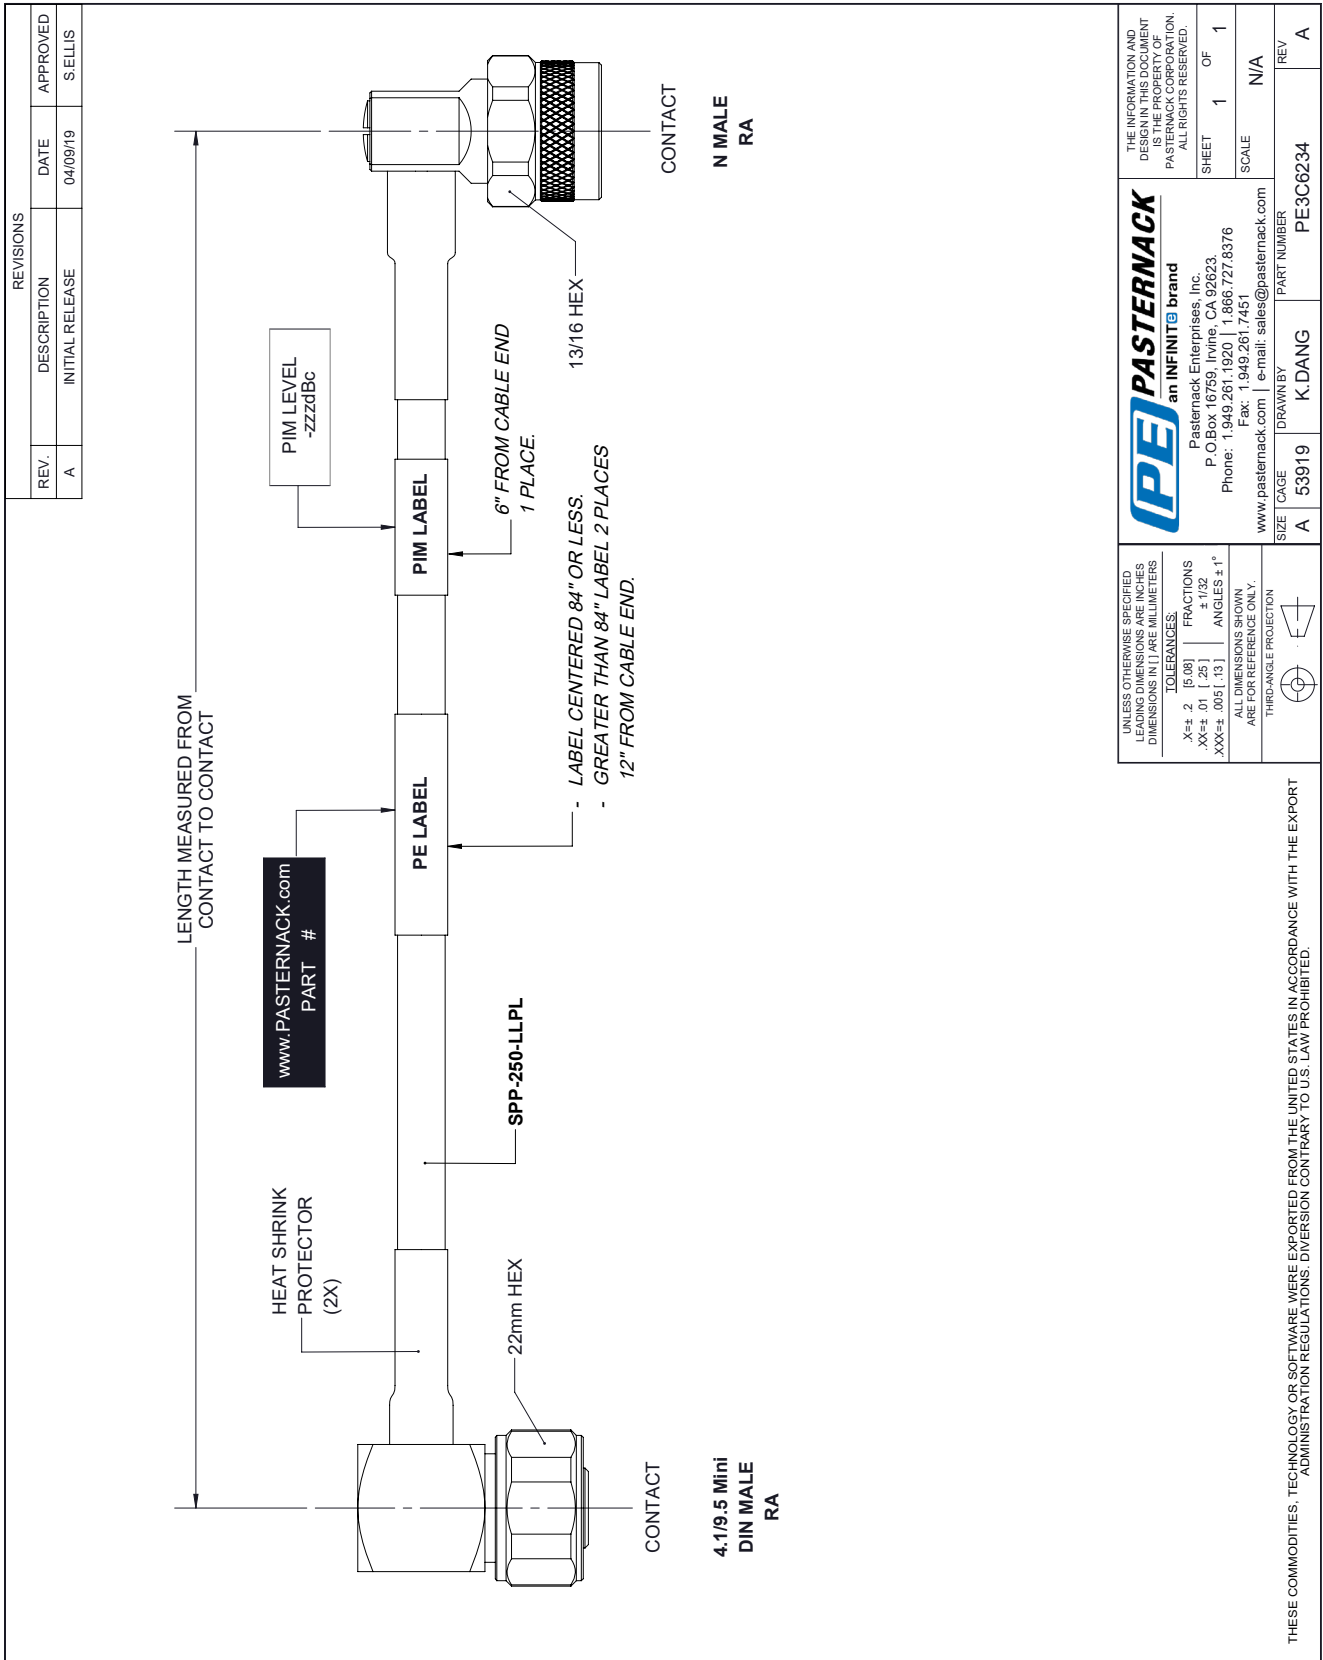 REVISIONS
REV.
DESCRIPTION
DATE
APPROVED
A
INITIAL RELEASE
04/09/19
S.ELLIS
LENGTH MEASURED FROM
CONTACT TO CONTACT
www.PASTERNACK.com
PART #
PIM LEVEL
-zzzdBc
HEAT SHRINK
PROTECTOR
(2X)
PE LABEL
PIM LABEL
SPP-250-LLPL
6" FROM CABLE END
1 PLACE.
- LABEL CENTERED 84" OR LESS.
- GREATER THAN 84" LABEL 2 PLACES
12" FROM CABLE END.
22mm HEX
13/16 HEX
CONTACT
4.1/9.5 Mini
DIN MALE
RA
CONTACT
N MALE
RA
UNLESS OTHERWISE SPECIFIED
LEADING DIMENSIONS ARE INCHES
DIMENSIONS IN [ ] ARE MILLIMETERS
TOLERANCES:
.X=± .2 [5.08]
.XX=± .01 [ .25 ]
.XXX=± .005 [ .13 ]
FRACTIONS
± 1/32
ANGLES ± 1°
ALL DIMENSIONS SHOWN
ARE FOR REFERENCE ONLY.
THIRD-ANGLE PROJECTION
PE PASTERNACK
an INFINITe brand
Pasternack Enterprises, Inc.
P.O.Box 16759, Irvine, CA 92623.
Phone: 1.949.261.1920 | 1.866.727.8376
Fax: 1.949.261.7451
www.pasternack.com | e-mail: sales@pasternack.com
THE INFORMATION AND
DESIGN IN THIS DOCUMENT
IS THE PROPERTY OF
PASTERNACK CORPORATION.
ALL RIGHTS RESERVED.
SHEET 1 OF 1
SCALE N/A
SIZE A
CAGE 53919
DRAWN BY K.DANG
PART NUMBER PE3C6234
REV A
THESE COMMODITIES, TECHNOLOGY OR SOFTWARE WERE EXPORTED FROM THE UNITED STATES IN ACCORDANCE WITH THE EXPORT
ADMINISTRATION REGULATIONS. DIVERSION CONTRARY TO U.S. LAW PROHIBITED.